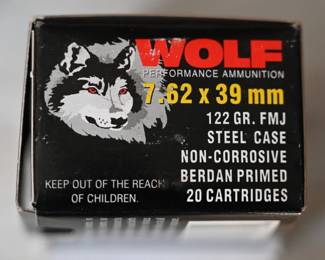 WOLF
PERFORMANCE AMMUNITION
7.62 x 39 mm
122 GR. FMJ
STEEL CASE
NON-CORROSIVE
BERDAN PRIMED
20 CARTRIDGES
KEEP OUT OF THE REACH
OF CHILDREN.